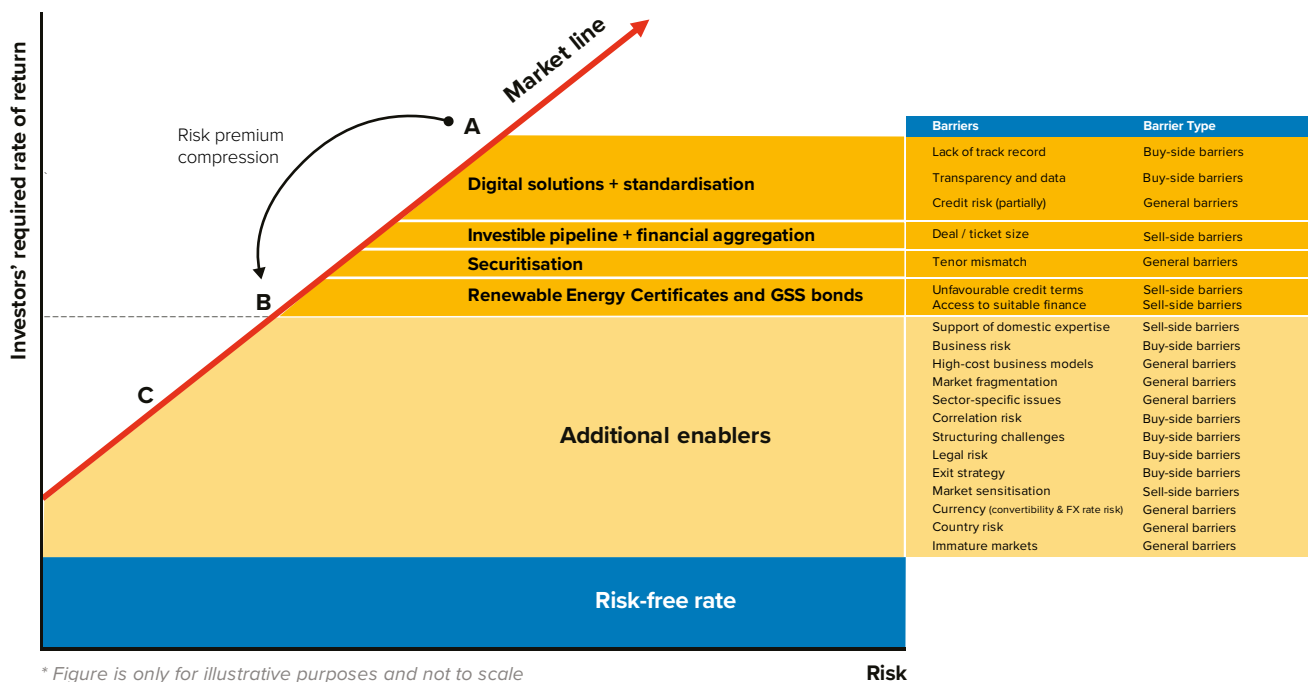 Investors' required rate of return
Market line
Risk premium
compression
A
B
C
Digital solutions + standardisation
Investible pipeline + financial aggregation
Securitisation
Renewable Energy Certificates and GSS bonds
Additional enablers
Risk-free rate
Barriers Barrier Type
Lack of track record Buy-side barriers
Transparency and data Buy-side barriers
Credit risk (partially) General barriers
Deal / ticket size Sell-side barriers
Tenor mismatch General barriers
Unfavourable credit terms Sell-side barriers
Access to suitable finance Sell-side barriers
Support of domestic expertise Sell-side barriers
Business risk Buy-side barriers
High-cost business models General barriers
Market fragmentation General barriers
Sector-specific issues General barriers
Correlation risk Buy-side barriers
Structuring challenges Buy-side barriers
Legal risk Buy-side barriers
Exit strategy Buy-side barriers
Market sensitisation Sell-side barriers
Currency (convertibility & FX rate risk) General barriers
Country risk General barriers
Immature markets General barriers
* Figure is only for illustrative purposes and not to scale
Risk